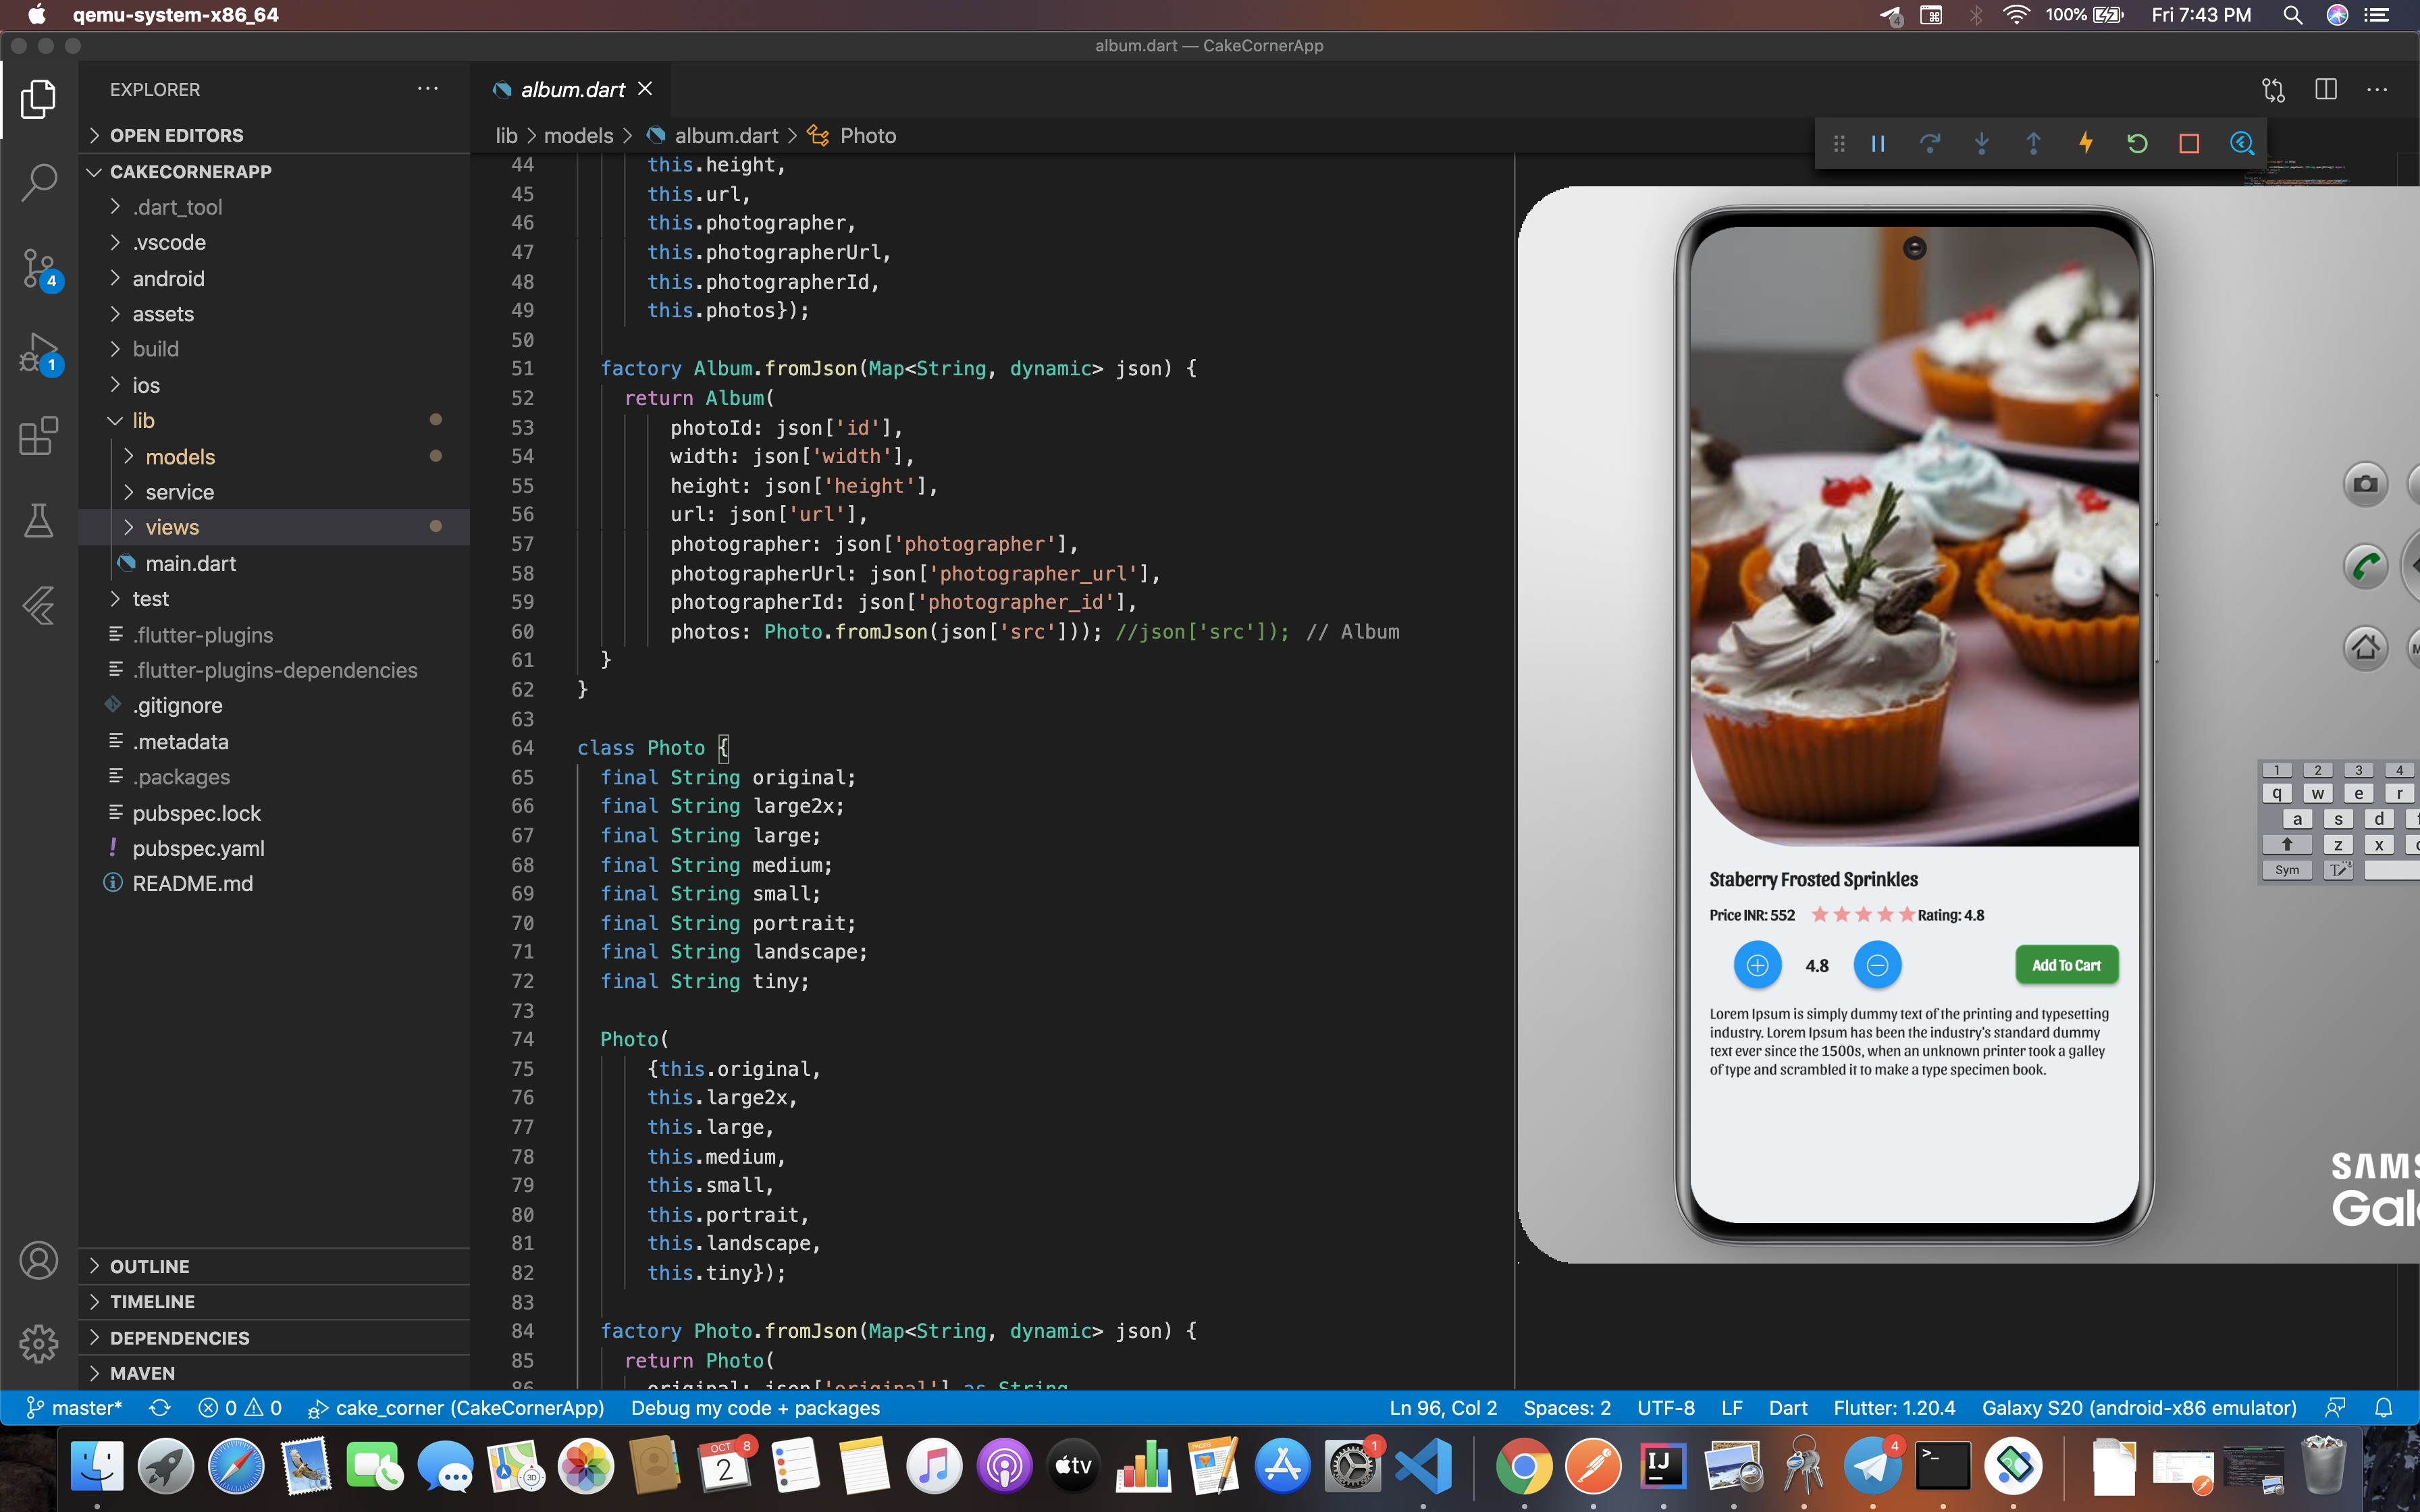 qemu-system-x86_64
4
100%
Fri 7:43 PM
album.dart — CakeCornerApp
EXPLORER
OPEN EDITORS
CAKECORNERAPP
.dart_tool
.vscode
android
assets
build
ios
lib
models
service
views
main.dart
test
.flutter-plugins
.flutter-plugins-dependencies
.gitignore
.metadata
.packages
pubspec.lock
! pubspec.yaml
README.md
4
1
OUTLINE
TIMELINE
DEPENDENCIES
MAVEN
album.dart
lib > models > album.dart > Photo
44 this.height,
45 this.url,
46 this.photographer,
47 this.photographerUrl,
48 this.photographerId,
49 this.photos});
50
51 factory Album.fromJson(Map<String, dynamic> json) {
52 return Album(
53 photoId: json['id'],
54 width: json['width'],
55 height: json['height'],
56 url: json['url'],
57 photographer: json['photographer'],
58 photographerUrl: json['photographer_url'],
59 photographerId: json['photographer_id'],
60 photos: Photo.fromJson(json['src'])); //json['src']); // Album
61 }
62 }
63
64 class Photo {
65 final String original;
66 final String large2x;
67 final String large;
68 final String medium;
69 final String small;
70 final String portrait;
71 final String landscape;
72 final String tiny;
73
74 Photo(
75 {this.original,
76 this.large2x,
77 this.large,
78 this.medium,
79 this.small,
80 this.portrait,
81 this.landscape,
82 this.tiny});
83
84 factory Photo.fromJson(Map<String, dynamic> json) {
85 return Photo(
86 original: json['original'] as String
Staberry Frosted Sprinkles
Price INR: 552 Rating: 4.8
4.8 Add To Cart
Lorem Ipsum is simply dummy text of the printing and typesetting
industry. Lorem Ipsum has been the industry's standard dummy
text ever since the 1500s, when an unknown printer took a galley
of type and scrambled it to make a type specimen book.
1 2 3 4
q w e r
a s d
z x
Sym
SAMS
Gal
master* 0 0 cake_corner (CakeCornerApp) Debug my code + packages Ln 96, Col 2 Spaces: 2 UTF-8 LF Dart Flutter: 1.20.4 Galaxy S20 (android-x86 emulator)
3D
OCT
2
8
PAGES
tv
1
IJ
4
>_